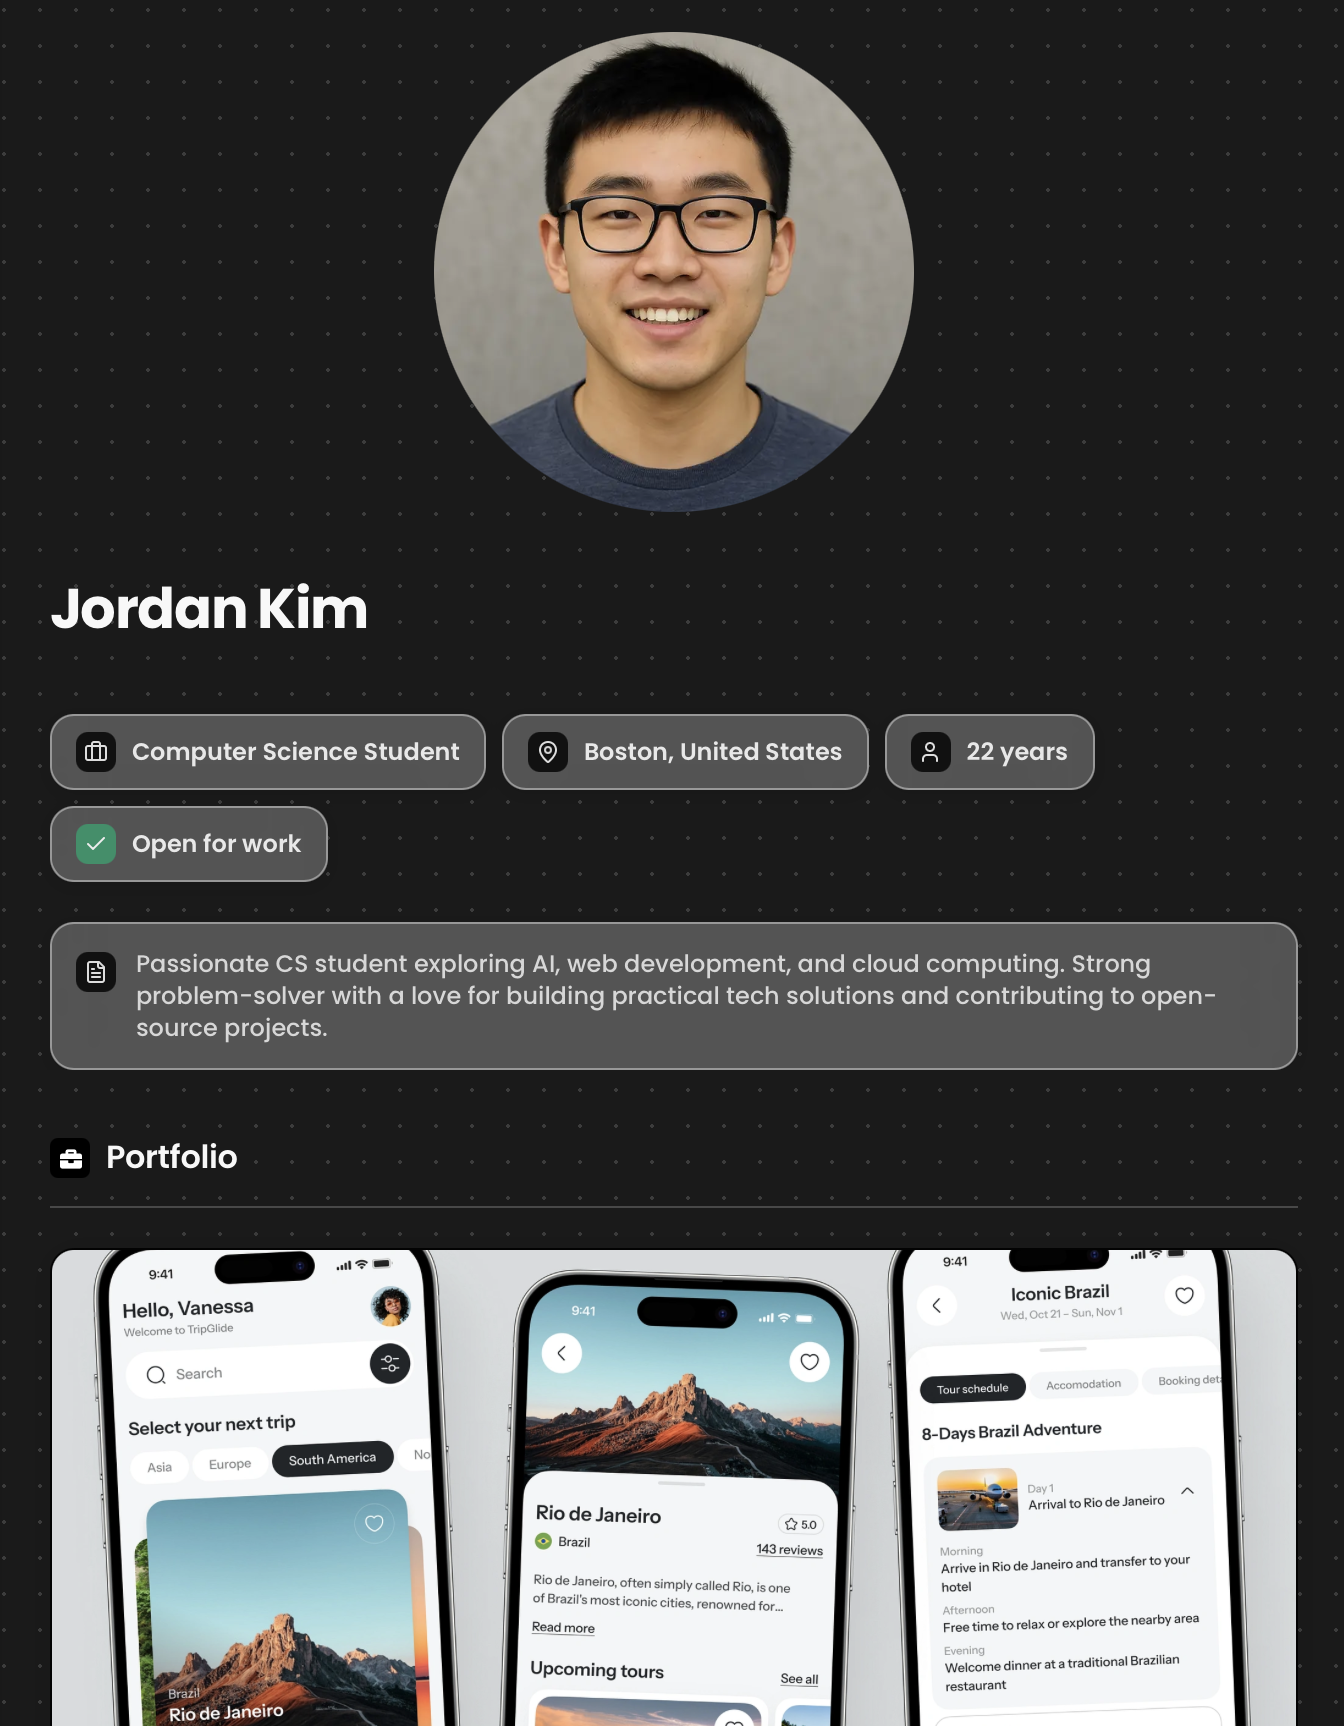 Jordan Kim
Computer Science Student
Boston, United States
22 years
Open for work
Passionate CS student exploring AI, web development, and cloud computing. Strong
problem-solver with a love for building practical tech solutions and contributing to open-
source projects.
Portfolio
9:41
Hello, Vanessa
Welcome to TripGlide
Search
Select your next trip
Asia
Europe
South America
No
Brazil
Rio de Janeiro
9:41
Rio de Janeiro
5.0
Brazil
143 reviews
Rio de Janeiro, often simply called Rio, is one
of Brazil's most iconic cities, renowned for...
Read more
Upcoming tours
See all
9:41
Iconic Brazil
Wed, Oct 21 – Sun, Nov 1
Tour schedule
Accomodation
Booking deta
8-Days Brazil Adventure
Day 1
Arrival to Rio de Janeiro
Morning
Arrive in Rio de Janeiro and transfer to your
hotel
Afternoon
Free time to relax or explore the nearby area
Evening
Welcome dinner at a traditional Brazilian
restaurant